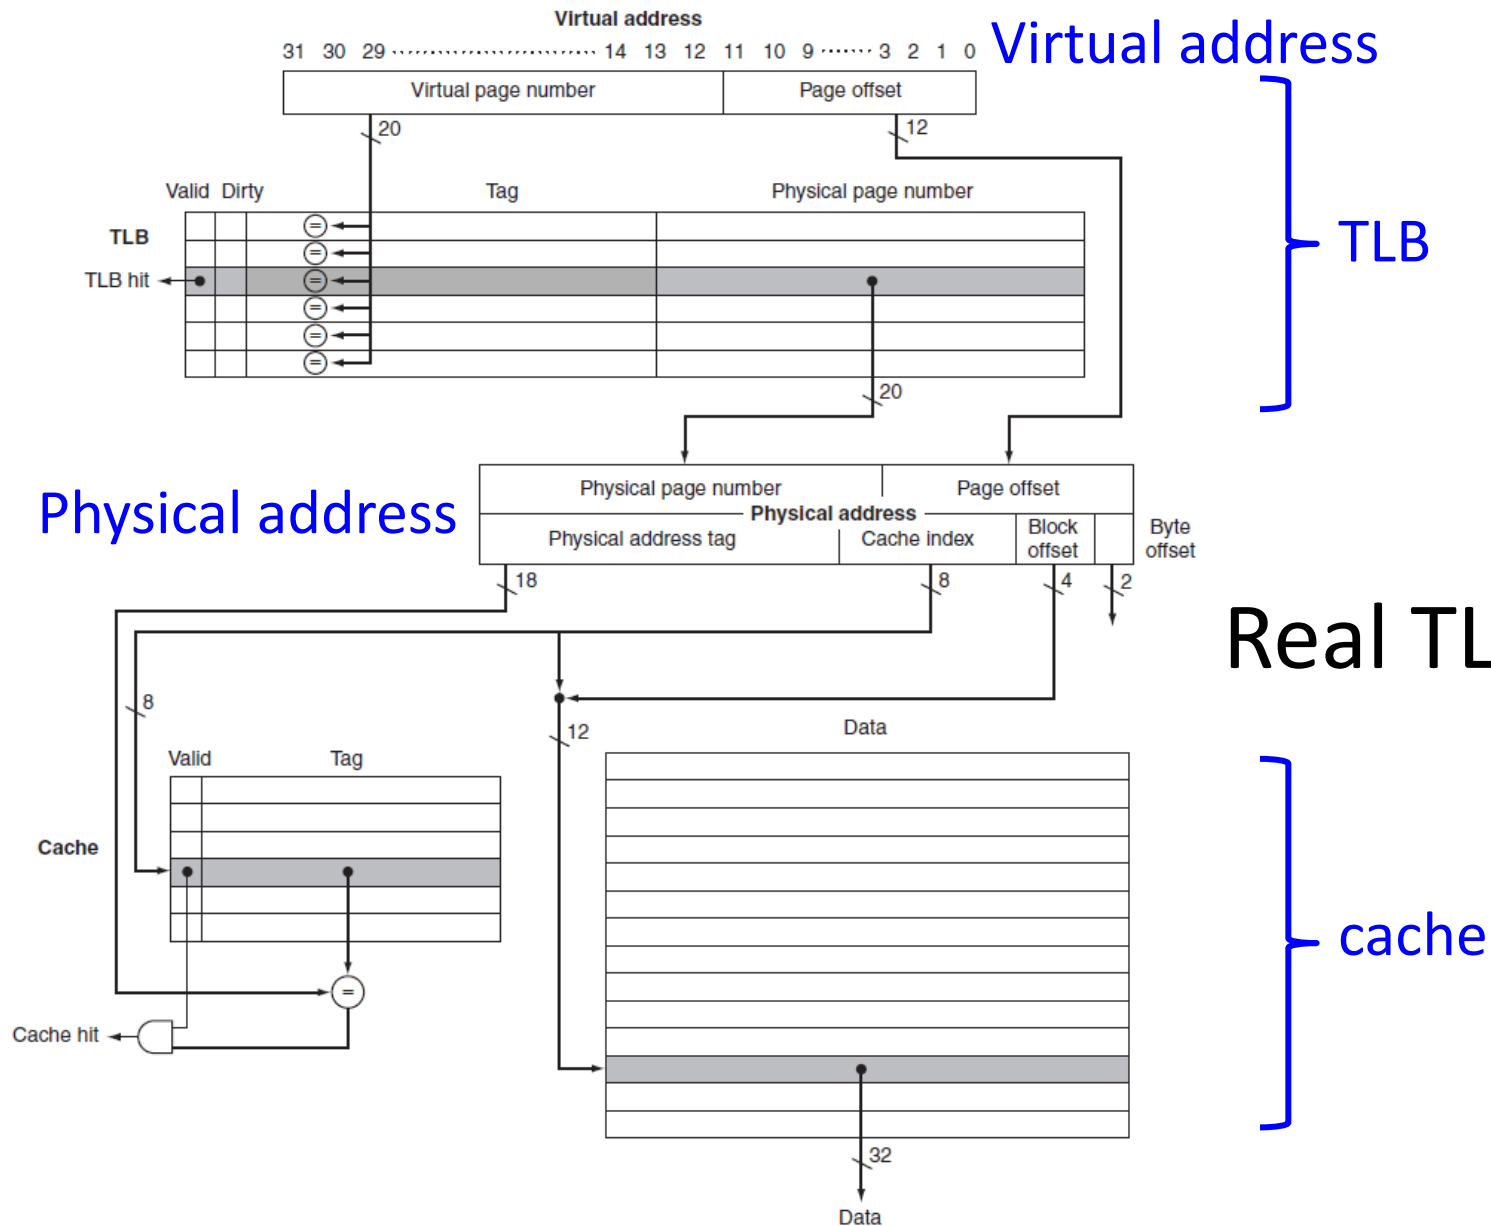 Virtual address
Virtual address
31 30 29 14 13 12 11 10 9 3 2 1 0
Virtual page number Page offset
20 12
Valid Dirty Tag Physical page number
TLB
=
=
TLB hit =
=
=
=
TLB
20
Physical page number Page offset
Physical address
Physical address
Physical address tag Cache index Block offset Byte offset
18 8 4 2
Real TL
8
12
Data
Valid Tag
Cache
cache
=
Cache hit
32
Data